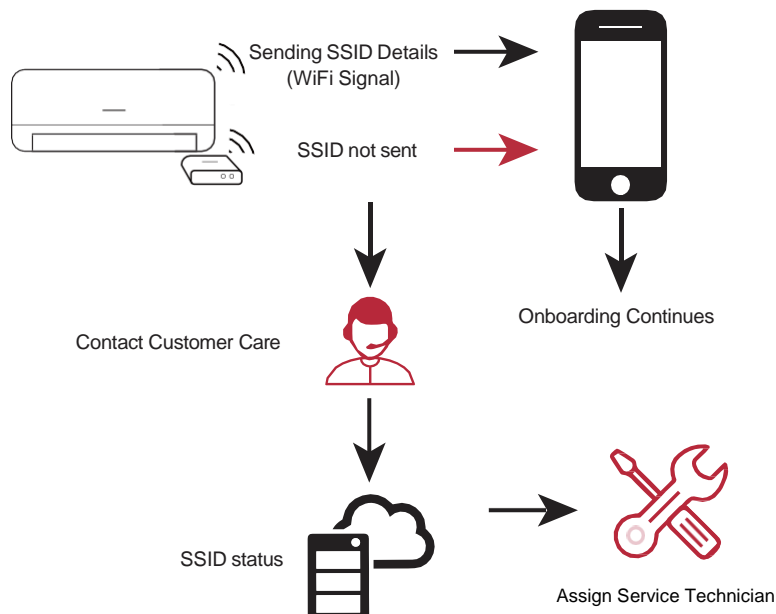 Sending SSID Details
(WiFi Signal)
SSID not sent
Onboarding Continues
Contact Customer Care
SSID status
Assign Service Technician